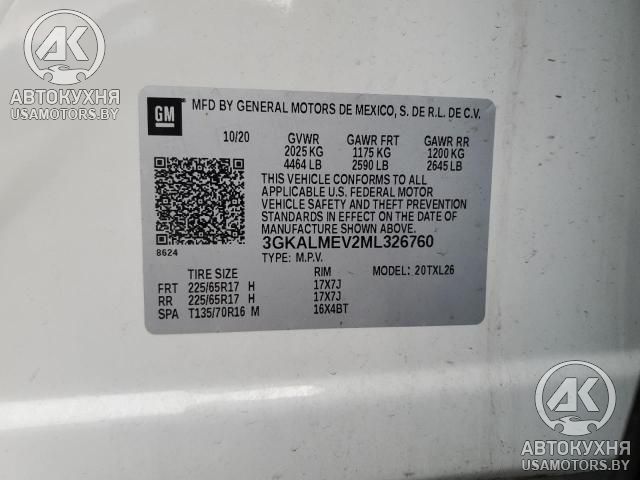 АК
АВТОКУХНЯ
USAMOTORS.BY
GM
MFD BY GENERAL MOTORS DE MEXICO, S. DE R.L. DE C.V.
10/20 GVWR GAWR FRT GAWR RR
2025 KG 1175 KG 1200 KG
4464 LB 2590 LB 2645 LB
THIS VEHICLE CONFORMS TO ALL
APPLICABLE U.S. FEDERAL MOTOR
VEHICLE SAFETY AND THEFT PREVENTION
STANDARDS IN EFFECT ON THE DATE OF
MANUFACTURE SHOWN ABOVE.
8624
3GKALMEV2ML326760
TYPE: M.P.V.
TIRE SIZE RIM MODEL: 20TXL26
FRT 225/65R17 H 17X7J
RR 225/65R17 H 17X7J
SPA T135/70R16 M 16X4BT
АК
АВТОКУХНЯ
USAMOTORS.BY